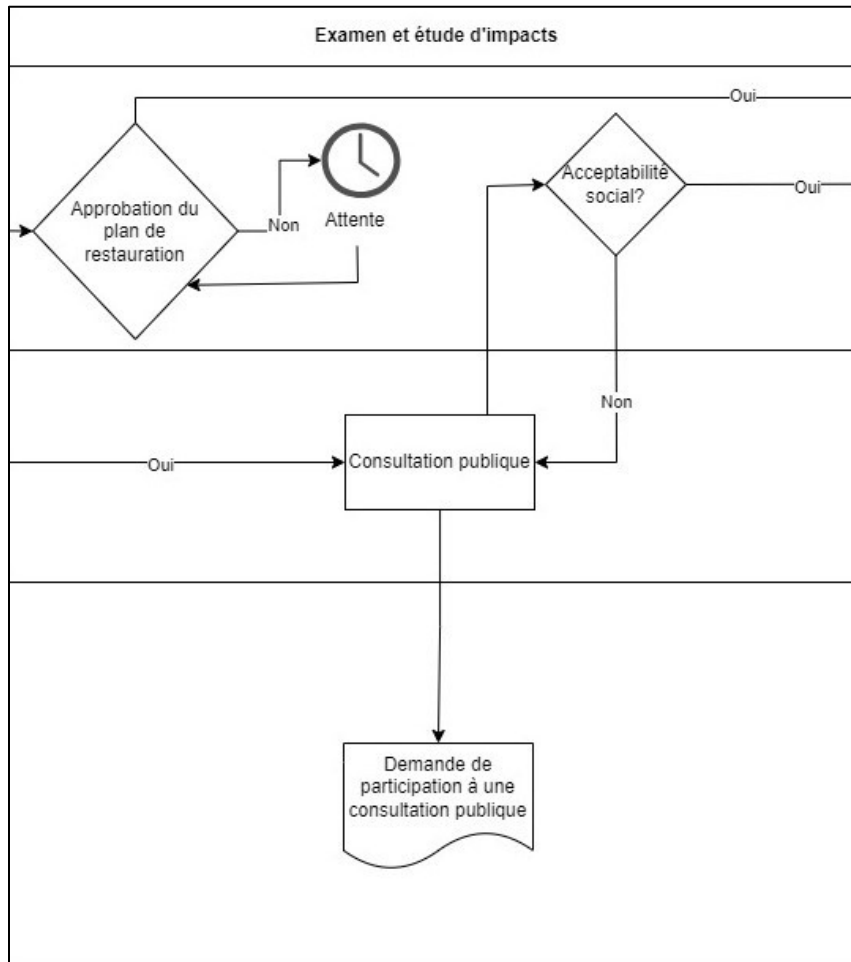 Examen et étude d'impacts
Oui
Approbation du
plan de
restauration
Non
Attente
Acceptabilité
social?
Oui
Non
Oui
Consultation publique
Demande de
participation à une
consultation publique